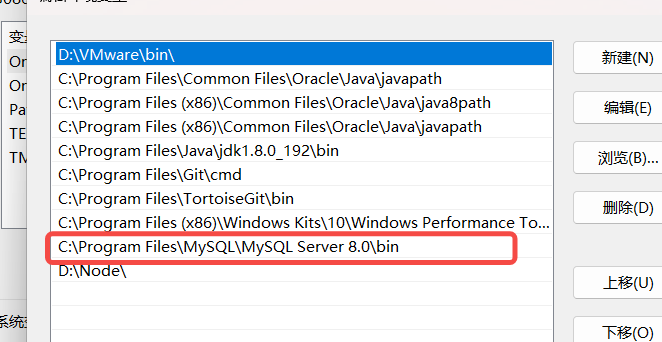 变量
D:\VMware\bin\
新建(N)
Or
C:\Program Files\Common Files\Oracle\Java\javapath
Or
C:\Program Files (x86)\Common Files\Oracle\Java\java8path
编辑(E)
Pa
C:\Program Files (x86)\Common Files\Oracle\Java\javapath
TE
C:\Program Files\Java\jdk1.8.0_192\bin
浏览(B)...
TM
C:\Program Files\Git\cmd
C:\Program Files\TortoiseGit\bin
删除(D)
C:\Program Files (x86)\Windows Kits\10\Windows Performance To...
C:\Program Files\MySQL\MySQL Server 8.0\bin
D:\Node\
上移(U)
系统变
下移(O)